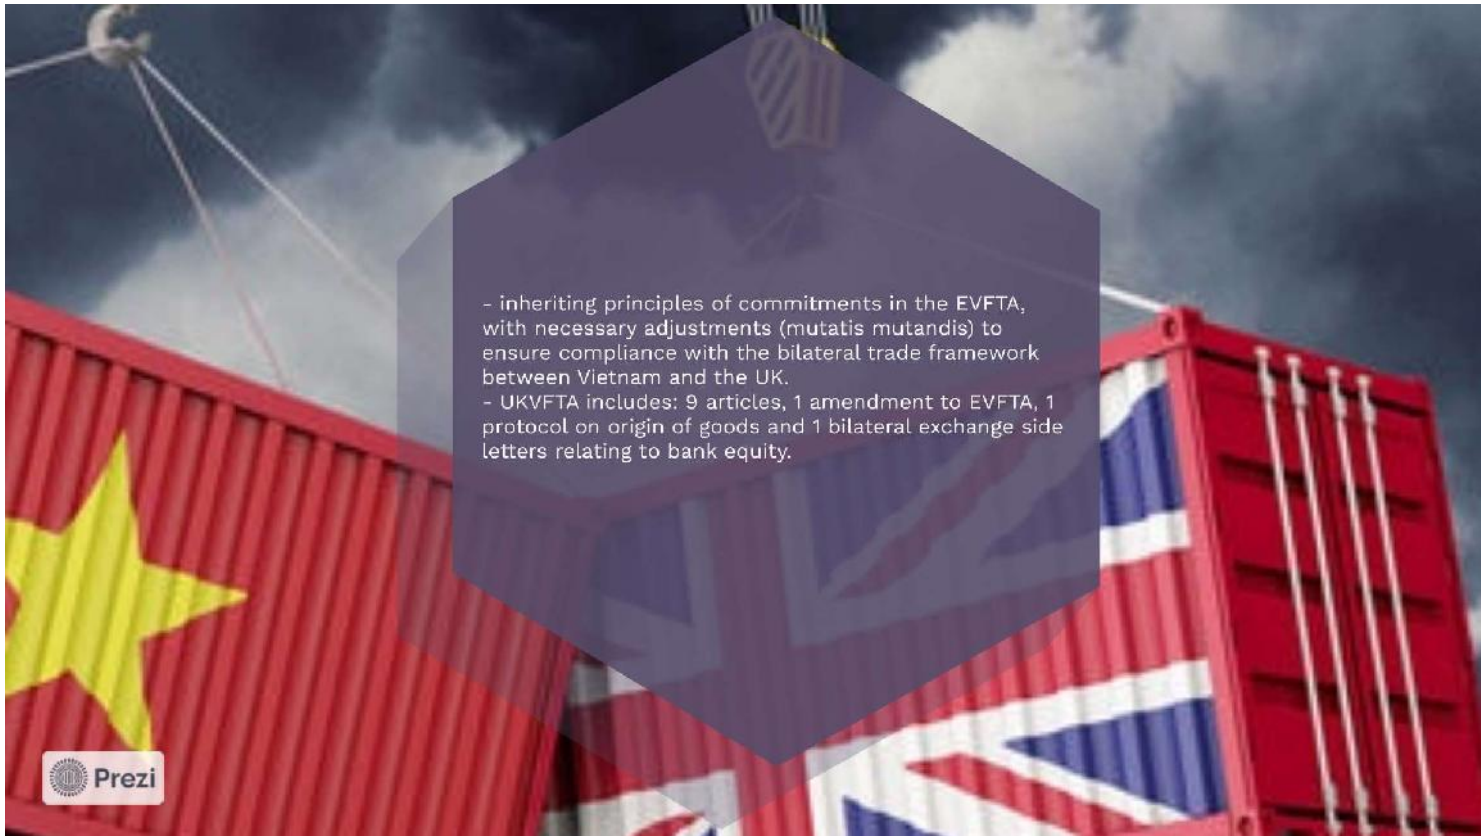 - inheriting principles of commitments in the EVFTA,
with necessary adjustments (mutatis mutandis) to
ensure compliance with the bilateral trade framework
between Vietnam and the UK.
- UKVFTA includes: 9 articles, 1 amendment to EVFTA, 1
protocol on origin of goods and 1 bilateral exchange side
letters relating to bank equity.
Prezi